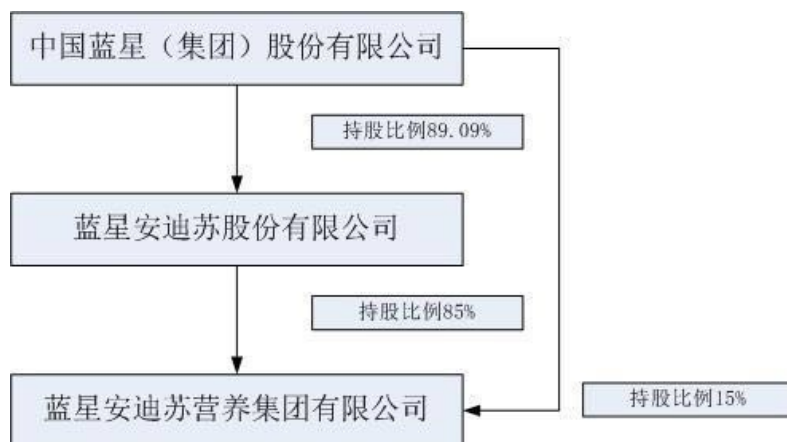 中国蓝星（集团）股份有限公司
持股比例89.09%
蓝星安迪苏股份有限公司
持股比例85%
蓝星安迪苏营养集团有限公司
持股比例15%